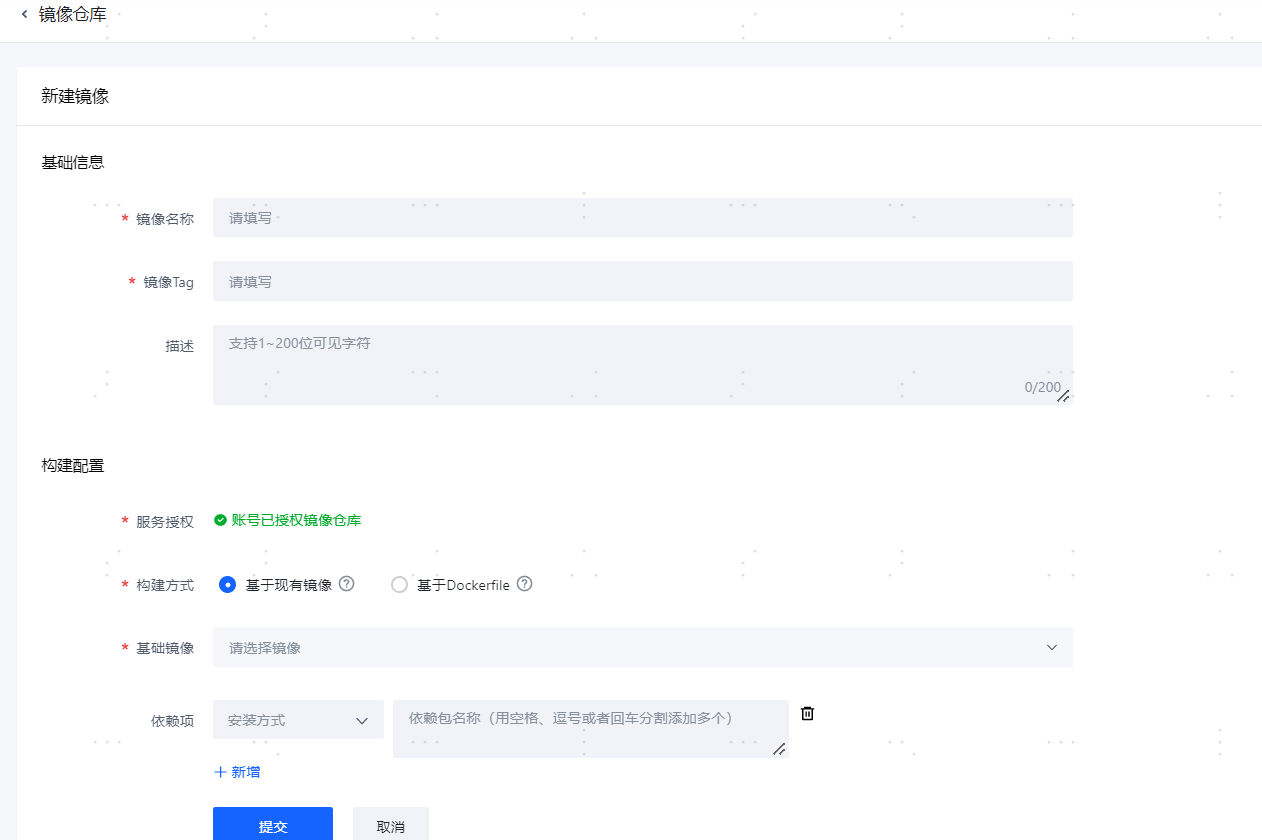 镜像仓库
新建镜像
基础信息
* 镜像名称 请填写
* 镜像Tag 请填写
描述 支持1~200位可见字符
0/200
构建配置
* 服务授权 账号已授权镜像仓库
* 构建方式 基于现有镜像 ? 基于Dockerfile ?
* 基础镜像 请选择镜像
依赖项 安装方式 依赖包名称（用空格、逗号或者回车分割添加多个）
+ 新增
提交 取消